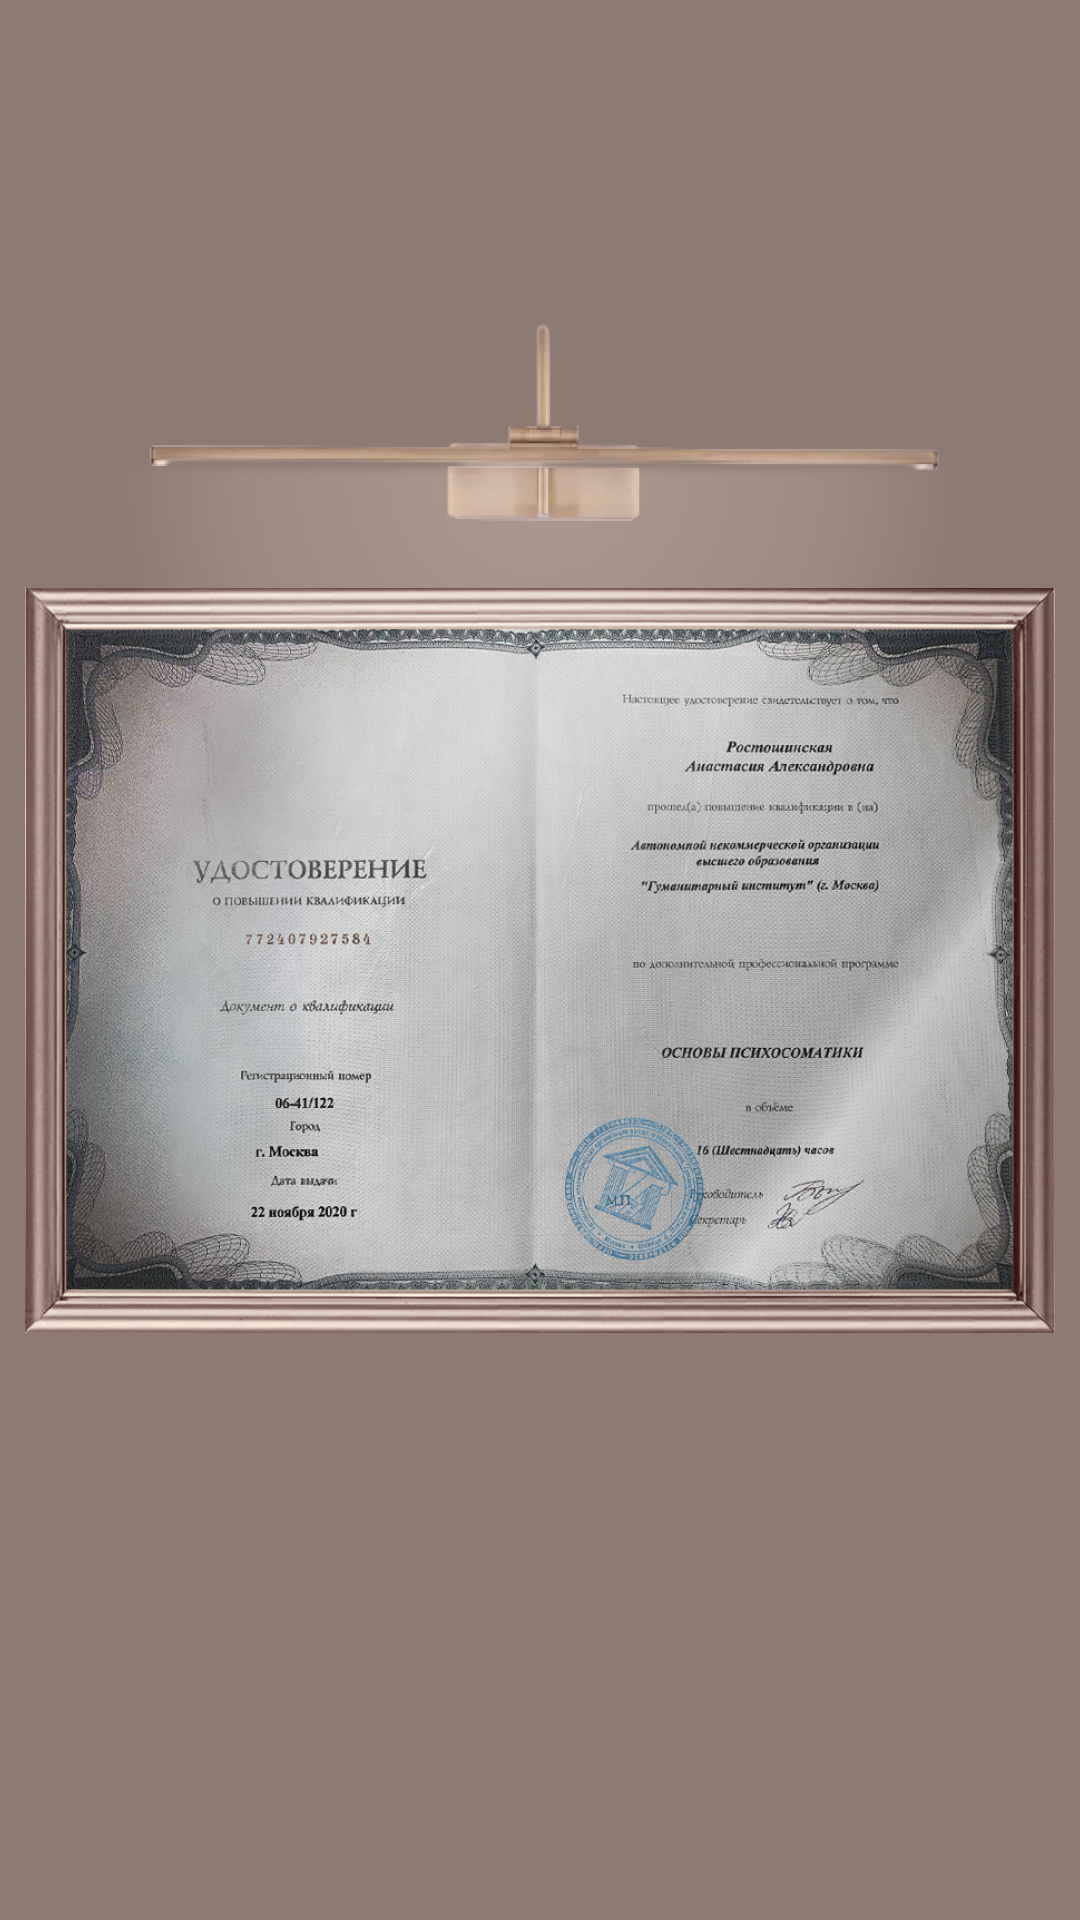 УДОСТОВЕРЕНИЕ
О ПОВЫШЕНИИ КВАЛИФИКАЦИИ
772407927584
Документ о квалификации
Регистрационный номер
06-41/122
Город
г. Москва
Дата выдачи
22 ноября 2020 г
Настоящее удостоверение свидетельствует о том, что
Ростошинская
Анастасия Александровна
прошел(а) повышение квалификации в (на)
Автономной некоммерческой организации
высшего образования
"Гуманитарный институт" (г. Москва)
по дополнительной профессиональной программе
ОСНОВЫ ПСИХОСОМАТИКИ
в объёме
16 (Шестнадцать) часов
М.П.
Руководитель
Секретарь